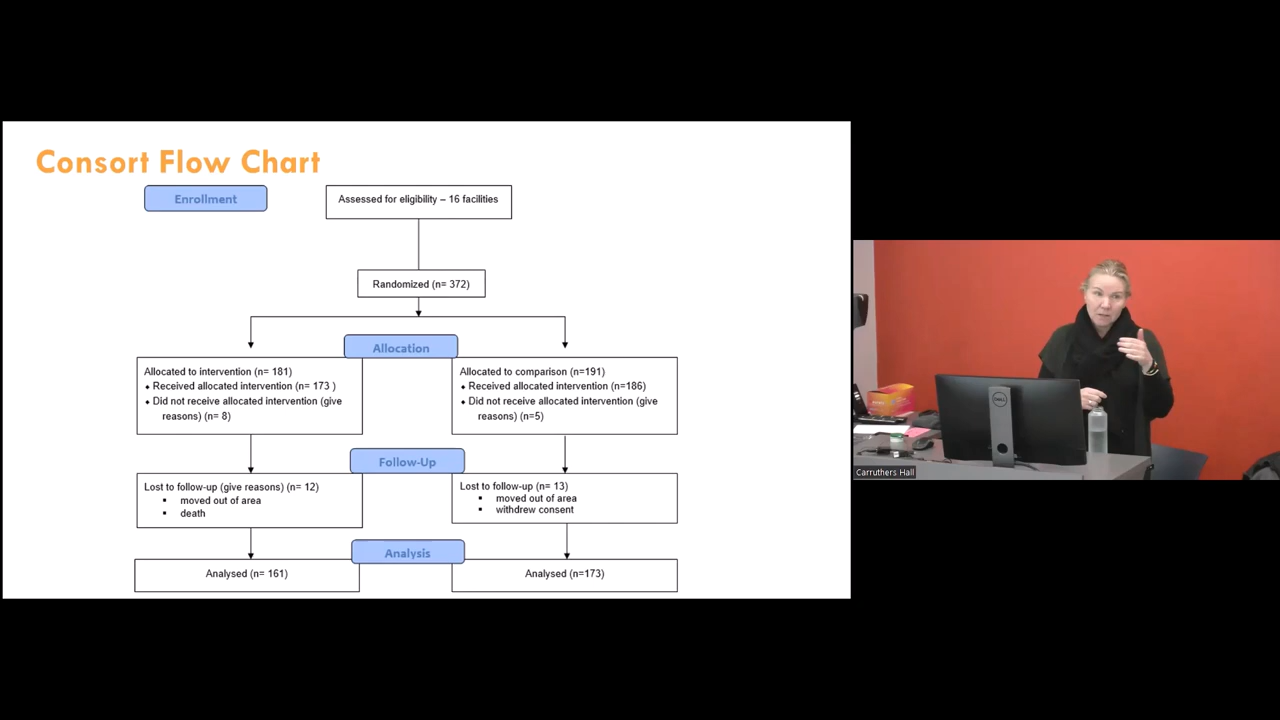 Consort Flow Chart
Enrollment
Assessed for eligibility – 16 facilities
Randomized (n= 372)
Allocation
Allocated to intervention (n= 181)
⬧ Received allocated intervention (n= 173 )
⬧ Did not receive allocated intervention (give
reasons) (n= 8)
Allocated to comparison (n=191)
⬧ Received allocated intervention (n=186)
⬧ Did not receive allocated intervention (give
reasons) (n=5)
Follow-Up
Lost to follow-up (give reasons) (n= 12)
▪ moved out of area
▪ death
Lost to follow-up (n= 13)
▪ moved out of area
▪ withdrew consent
Analysis
Analysed (n= 161)
Analysed (n=173)
DELL
Carruthers Hall